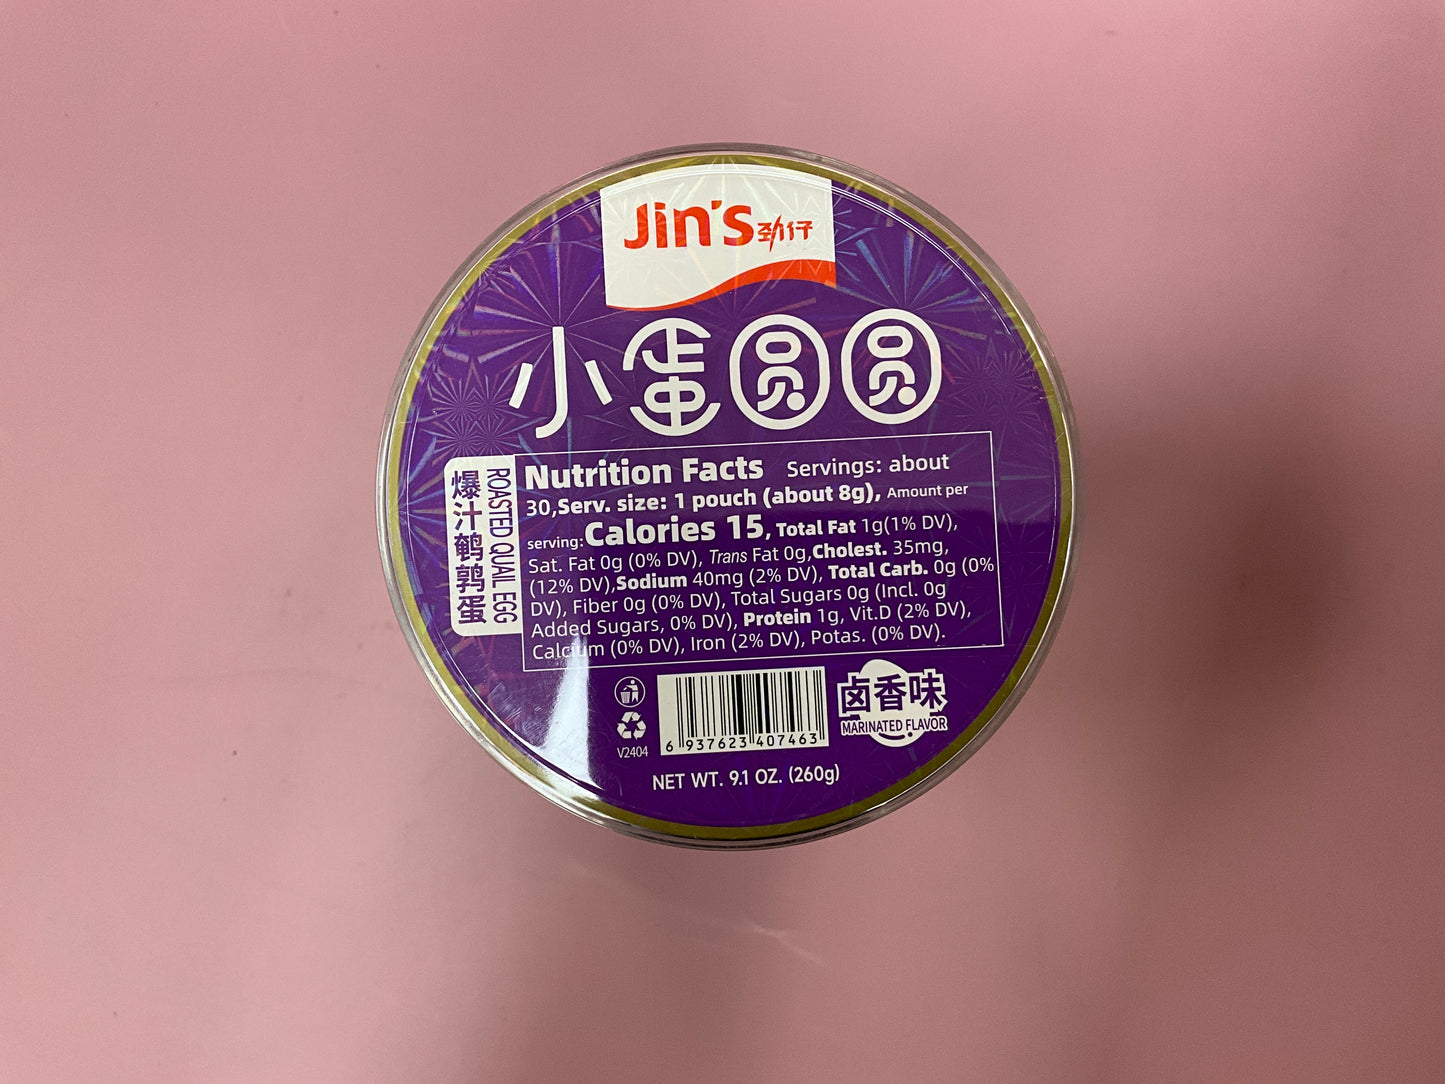 Jin's 劲仔
小蛋圆圆
爆汁鹌鹑蛋
ROASTED QUAIL EGG
Nutrition Facts Servings: about
30,Serv. size: 1 pouch (about 8g), Amount per
serving:Calories 15, Total Fat 1g(1% DV),
Sat. Fat 0g (0% DV), Trans Fat 0g,Cholest. 35mg,
(12% DV),Sodium 40mg (2% DV), Total Carb. 0g (0%
DV), Fiber 0g (0% DV), Total Sugars 0g (Incl. 0g
Added Sugars, 0% DV), Protein 1g, Vit.D (2% DV),
Calcium (0% DV), Iron (2% DV), Potas. (0% DV).
V2404
6 937623 407463
卤香味
MARINATED FLAVOR
NET WT. 9.1 OZ. (260g)